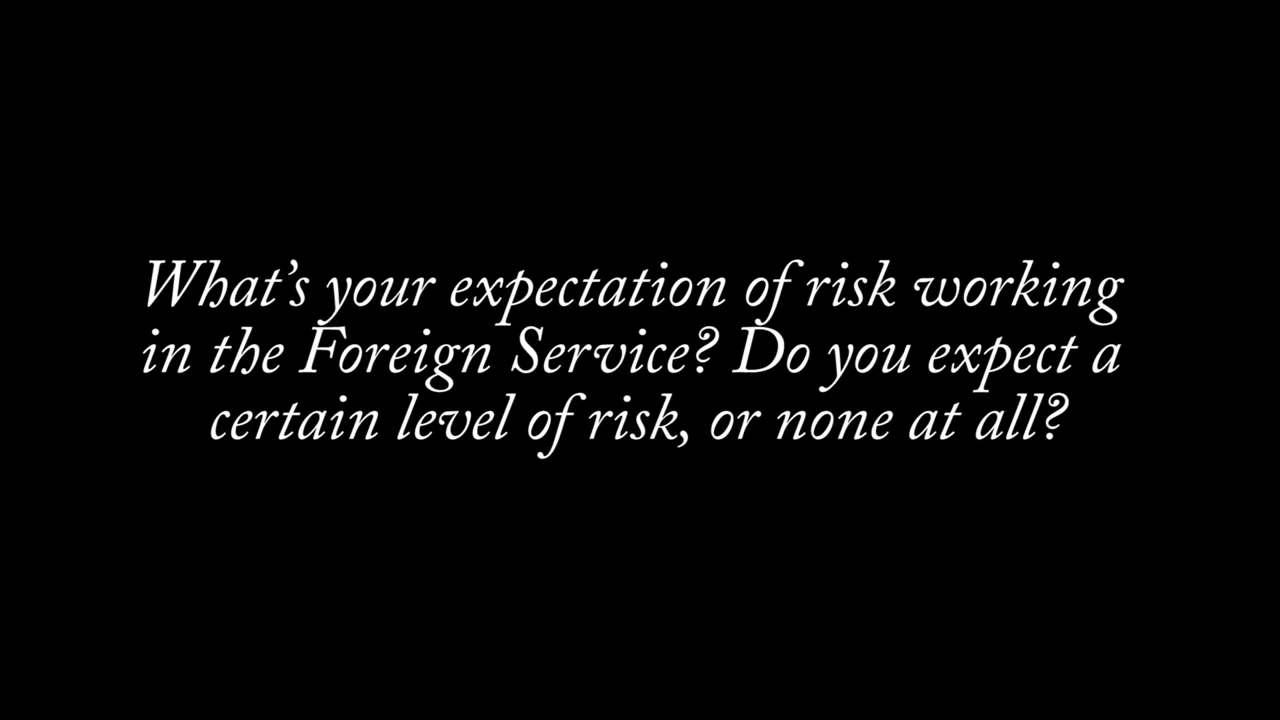 What’s your expectation of risk working
in the Foreign Service? Do you expect a
certain level of risk, or none at all?